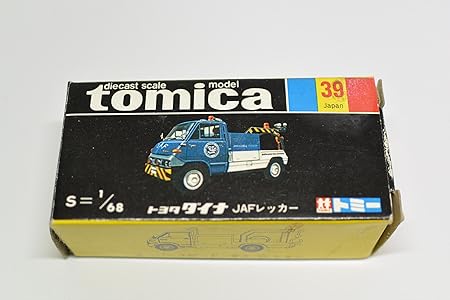 diecast scale model
tomica
39
Japan
S=1/68
トヨタ ダイナ JAFレッカー
トミー